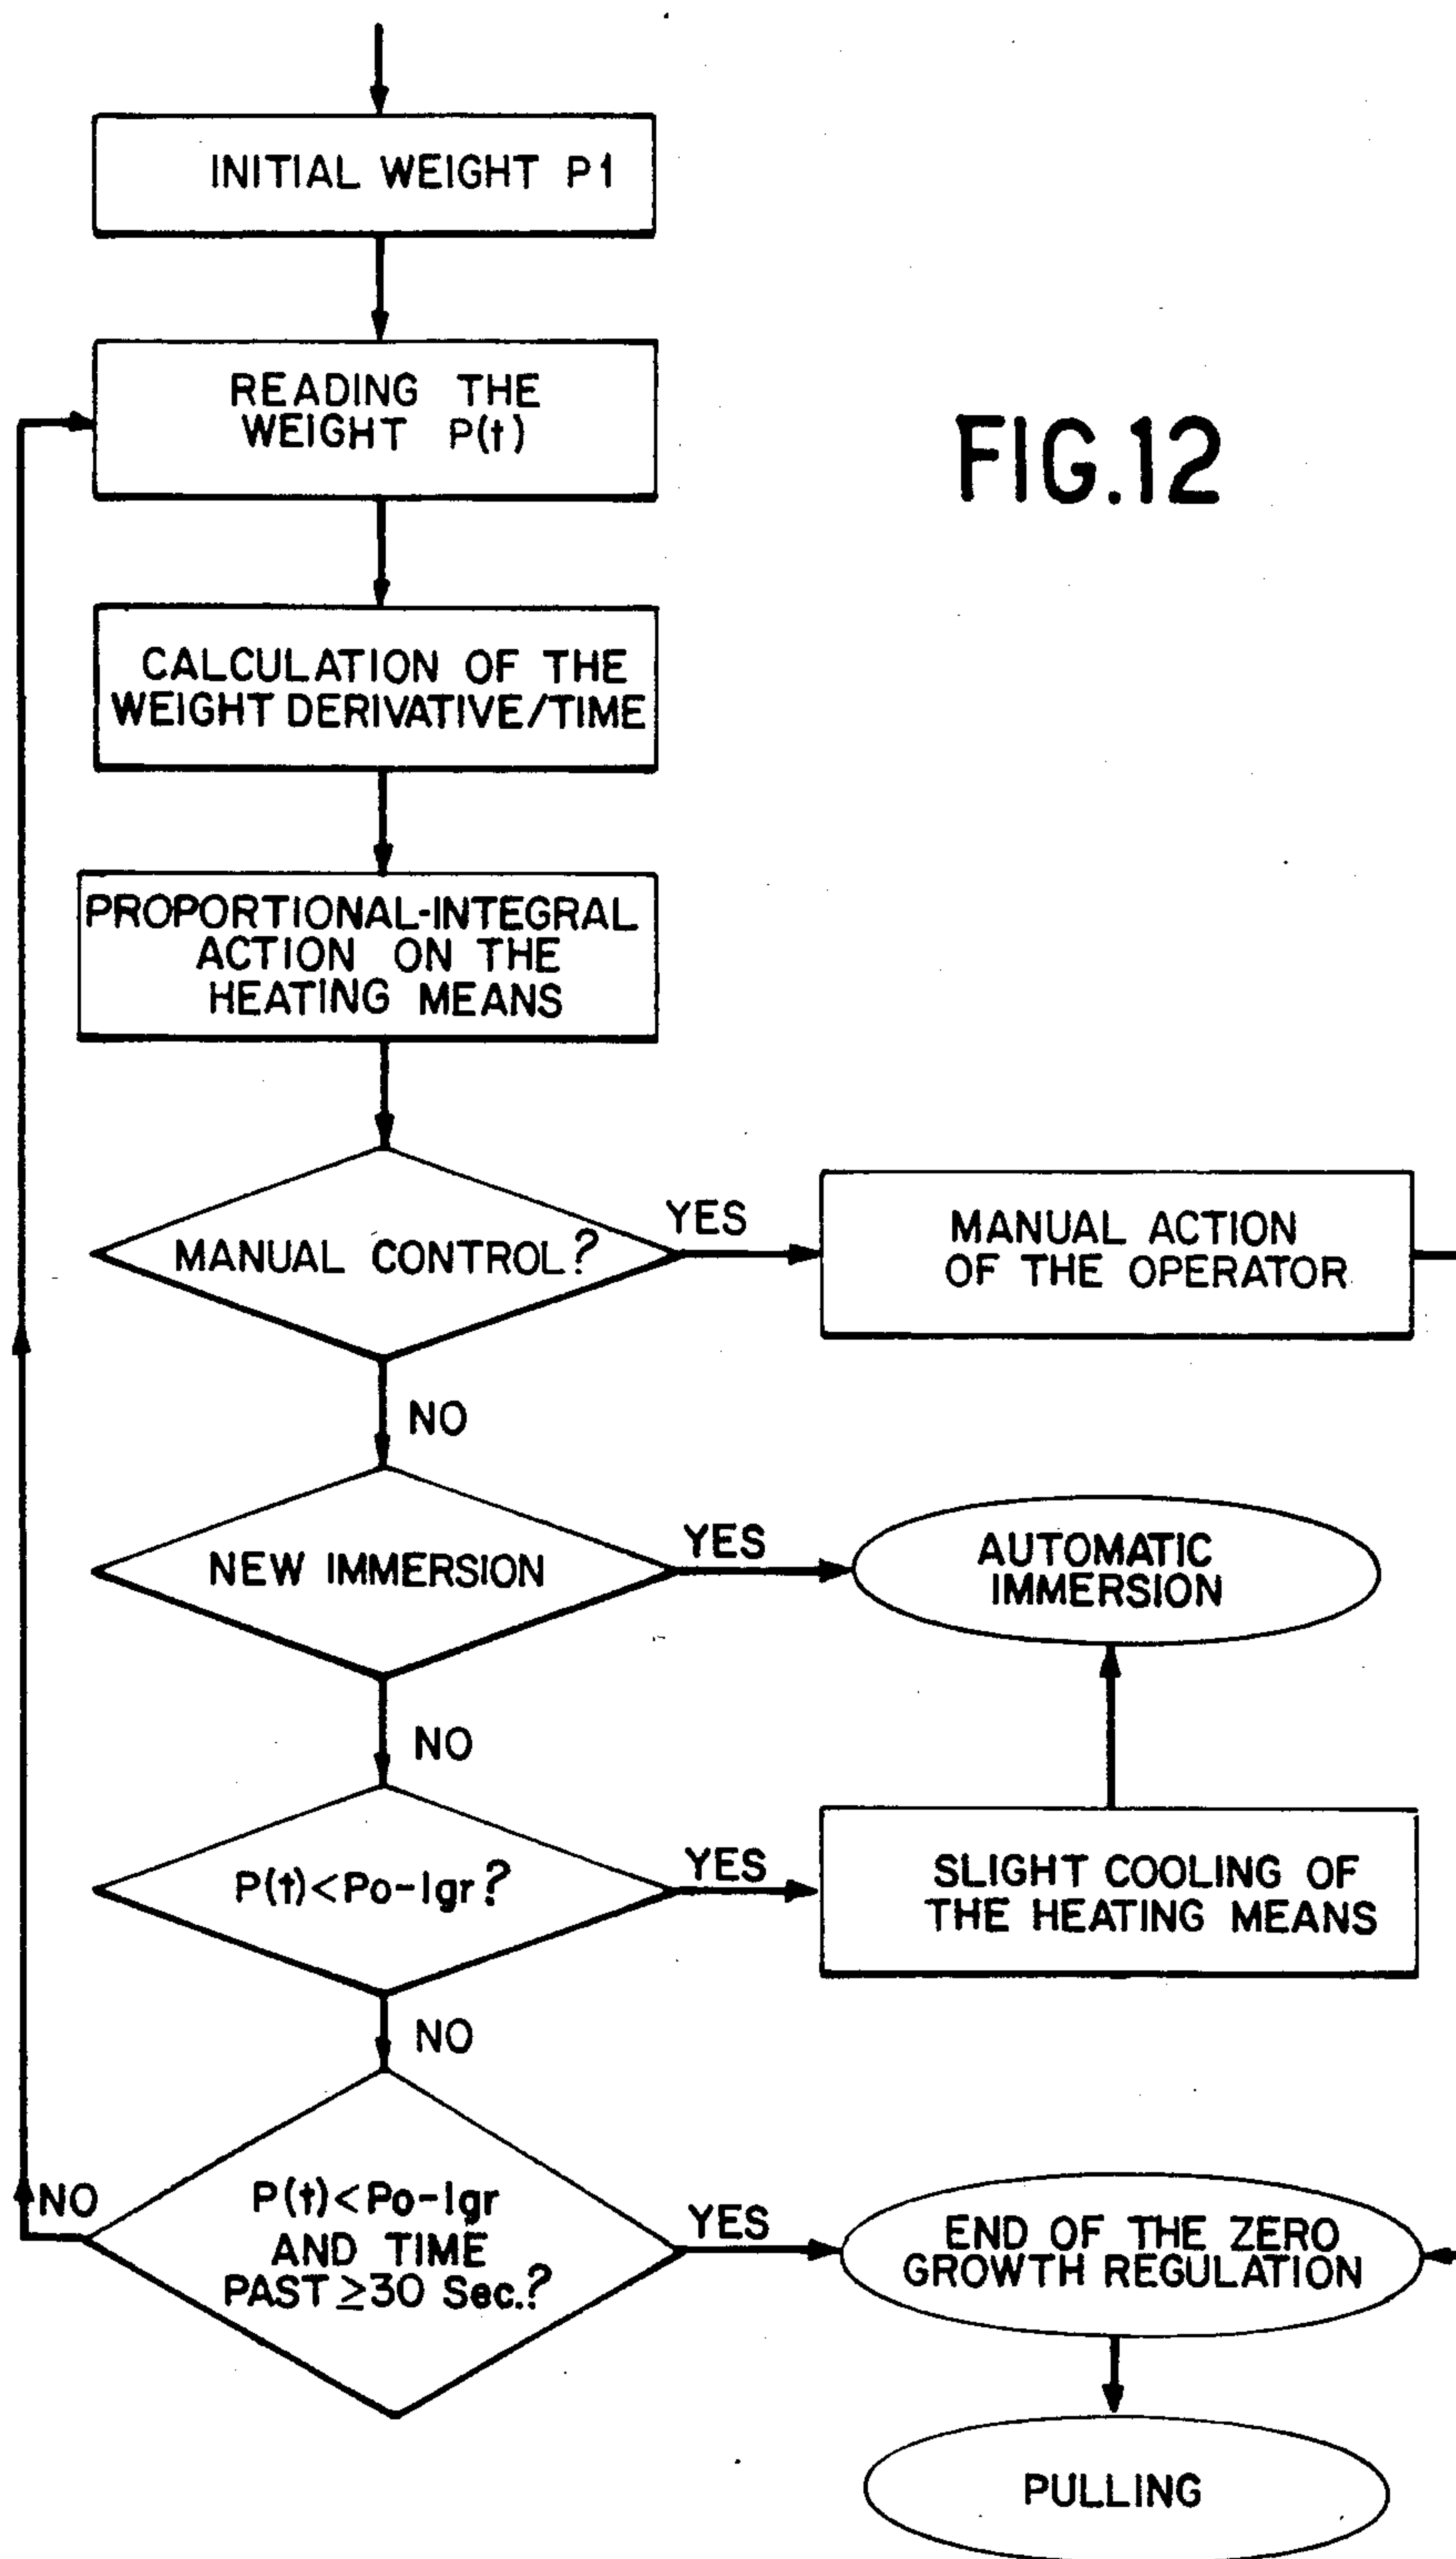 INITIAL WEIGHT P1
READING THE
WEIGHT P(t)
FIG.12
CALCULATION OF THE
WEIGHT DERIVATIVE/TIME
PROPORTIONAL-INTEGRAL
ACTION ON THE
HEATING MEANS
MANUAL CONTROL?
YES
MANUAL ACTION
OF THE OPERATOR
NO
NEW IMMERSION
YES
AUTOMATIC
IMMERSION
NO
P(t)<Po-1gr?
YES
SLIGHT COOLING OF
THE HEATING MEANS
NO
NO
P(t)<Po-1gr
AND TIME
PAST ≥30 Sec.?
YES
END OF THE ZERO
GROWTH REGULATION
PULLING